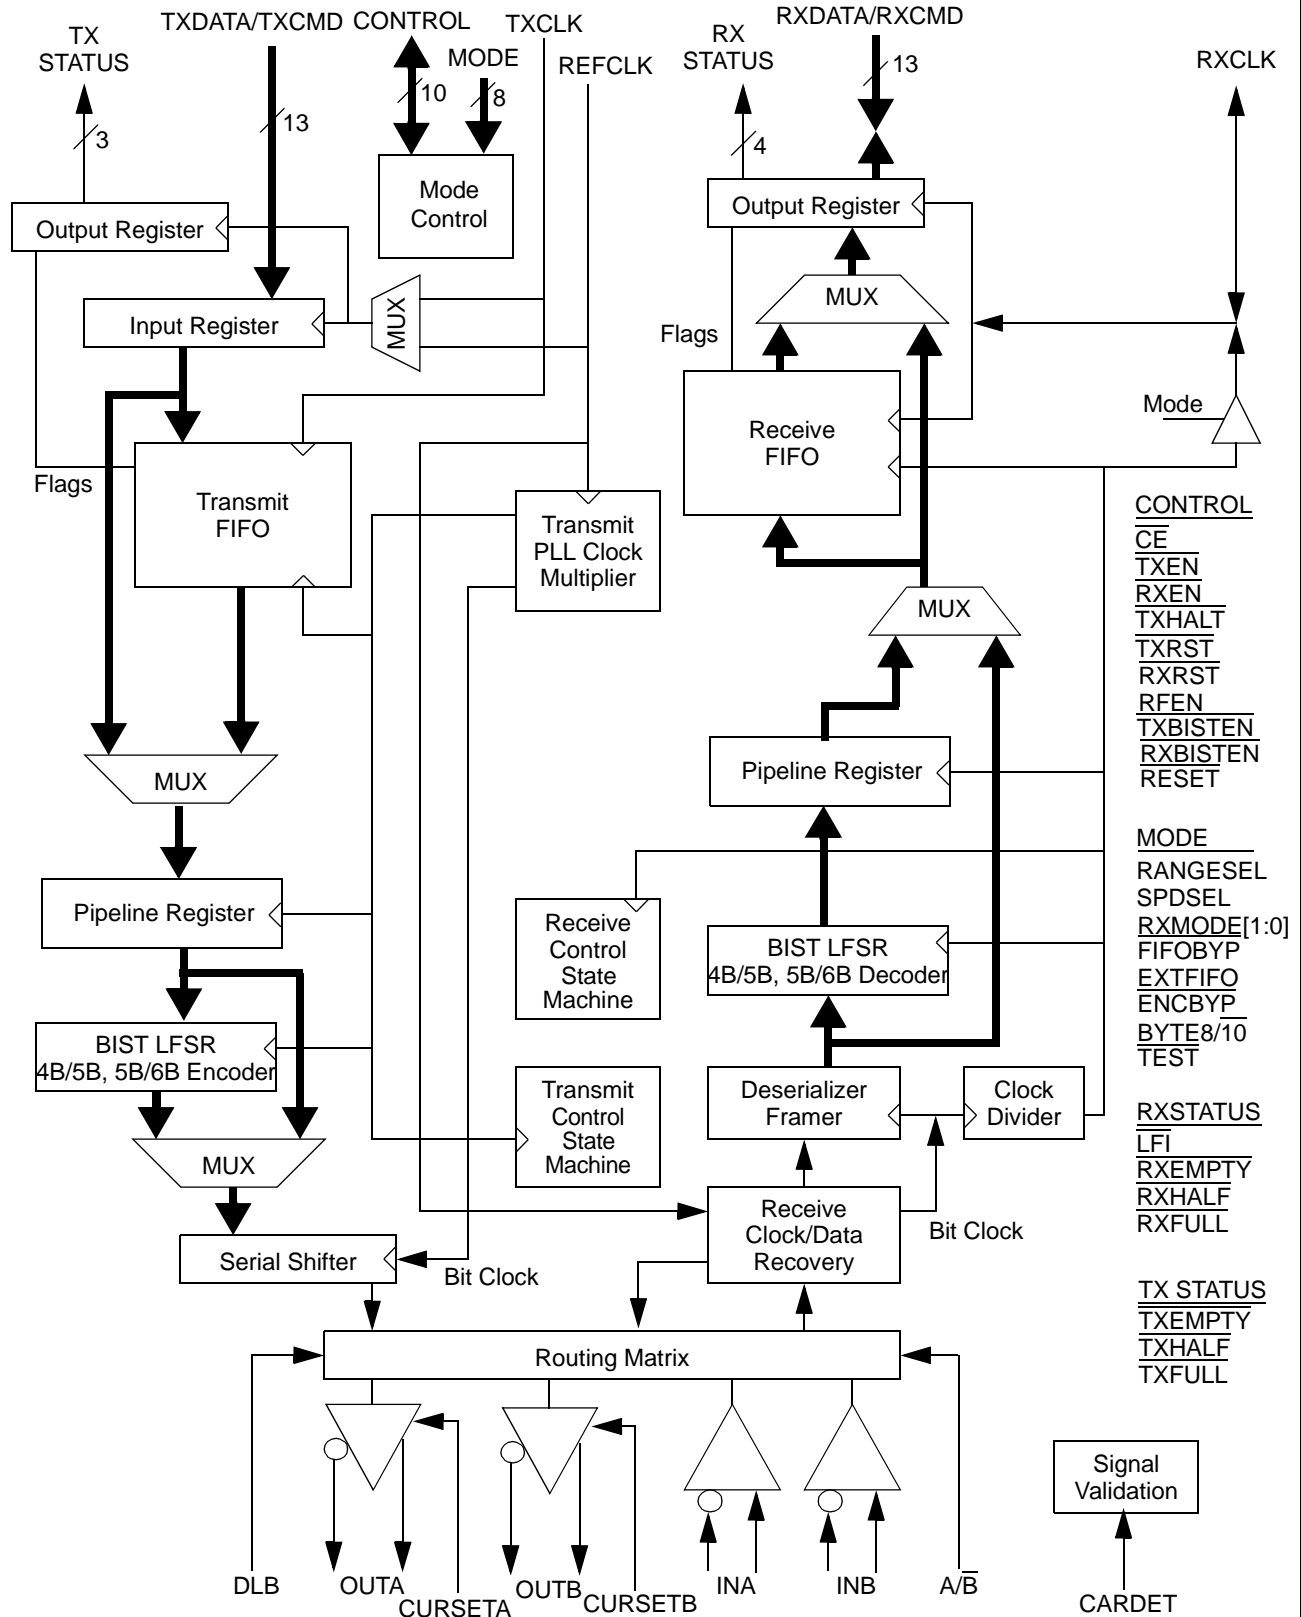 TX
STATUS
TXDATA/TXCMD
CONTROL
TXCLK
MODE
REFCLK
RX
STATUS
RXDATA/RXCMD
RXCLK
3
13
10
8
4
13
Mode
Control
Output Register
Input Register
MUX
Flags
Transmit
FIFO
Transmit
PLL Clock
Multiplier
MUX
Pipeline Register
BIST LFSR
4B/5B, 5B/6B Encoder
MUX
Serial Shifter
Bit Clock
Transmit
Control
State
Machine
Output Register
MUX
Flags
Receive
FIFO
Mode
MUX
Pipeline Register
Receive
Control
State
Machine
BIST LFSR
4B/5B, 5B/6B Decoder
Deserializer
Framer
Clock
Divider
Receive
Clock/Data
Recovery
Bit Clock
Routing Matrix
DLB
OUTA
CURSETA
OUTB
CURSETB
INA
INB
A/B̅
Signal
Validation
CARDET
CONTROL
CE
TXEN
RXEN
TXHALT
TXRST
RXRST
RFEN
TXBISTEN
RXBISTEN
RESET
MODE
RANGESEL
SPDSEL
RXMODE[1:0]
FIFOBYP
EXTFIFO
ENCBYP
BYTE8/10
TEST
RXSTATUS
LFI
RXEMPTY
RXHALF
RXFULL
TX STATUS
TXEMPTY
TXHALF
TXFULL